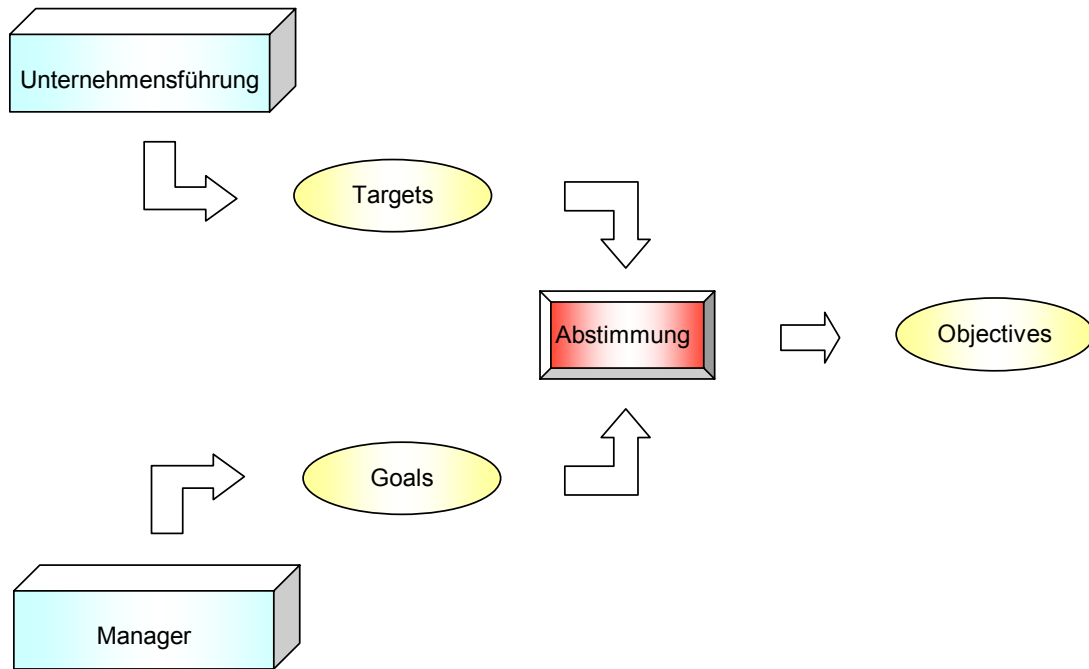 Unternehmensführung
Targets
Abstimmung
Objectives
Goals
Manager